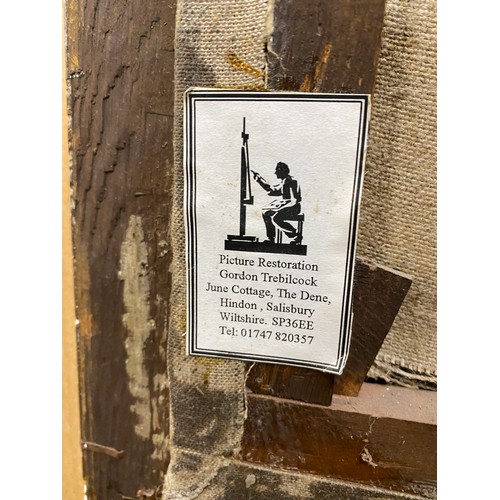 Picture Restoration
Gordon Trebilcock
June Cottage, The Dene,
Hindon , Salisbury
Wiltshire. SP36EE
Tel: 01747 820357